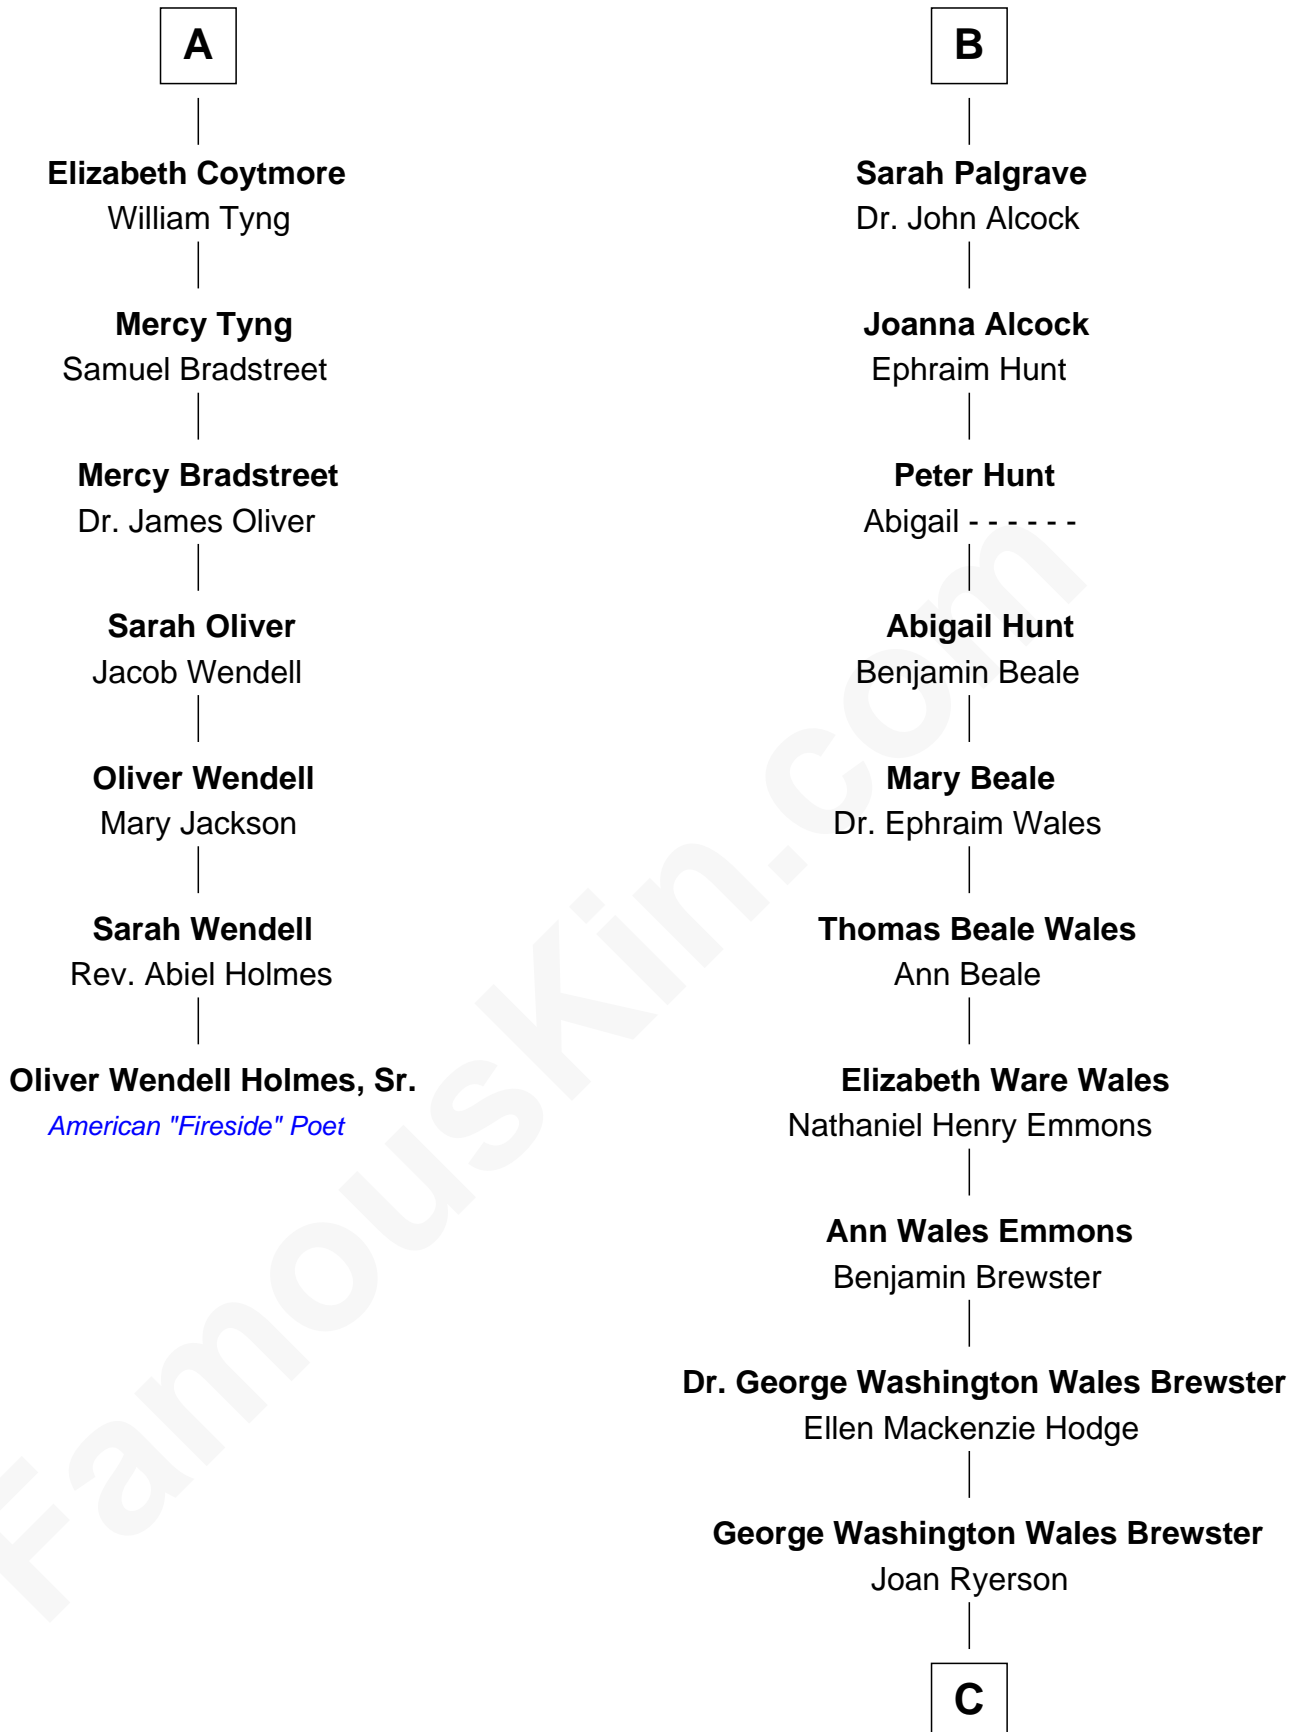 A
Elizabeth Coytmore
William Tyng
Mercy Tyng
Samuel Bradstreet
Mercy Bradstreet
Dr. James Oliver
Sarah Oliver
Jacob Wendell
Oliver Wendell
Mary Jackson
Sarah Wendell
Rev. Abiel Holmes
Oliver Wendell Holmes, Sr.
American "Fireside" Poet
B
Sarah Palgrave
Dr. John Alcock
Joanna Alcock
Ephraim Hunt
Peter Hunt
Abigail - - - - - -
Abigail Hunt
Benjamin Beale
Mary Beale
Dr. Ephraim Wales
Thomas Beale Wales
Ann Beale
Elizabeth Ware Wales
Nathaniel Henry Emmons
Ann Wales Emmons
Benjamin Brewster
Dr. George Washington Wales Brewster
Ellen Mackenzie Hodge
George Washington Wales Brewster
Joan Ryerson
C
FamousKin.com